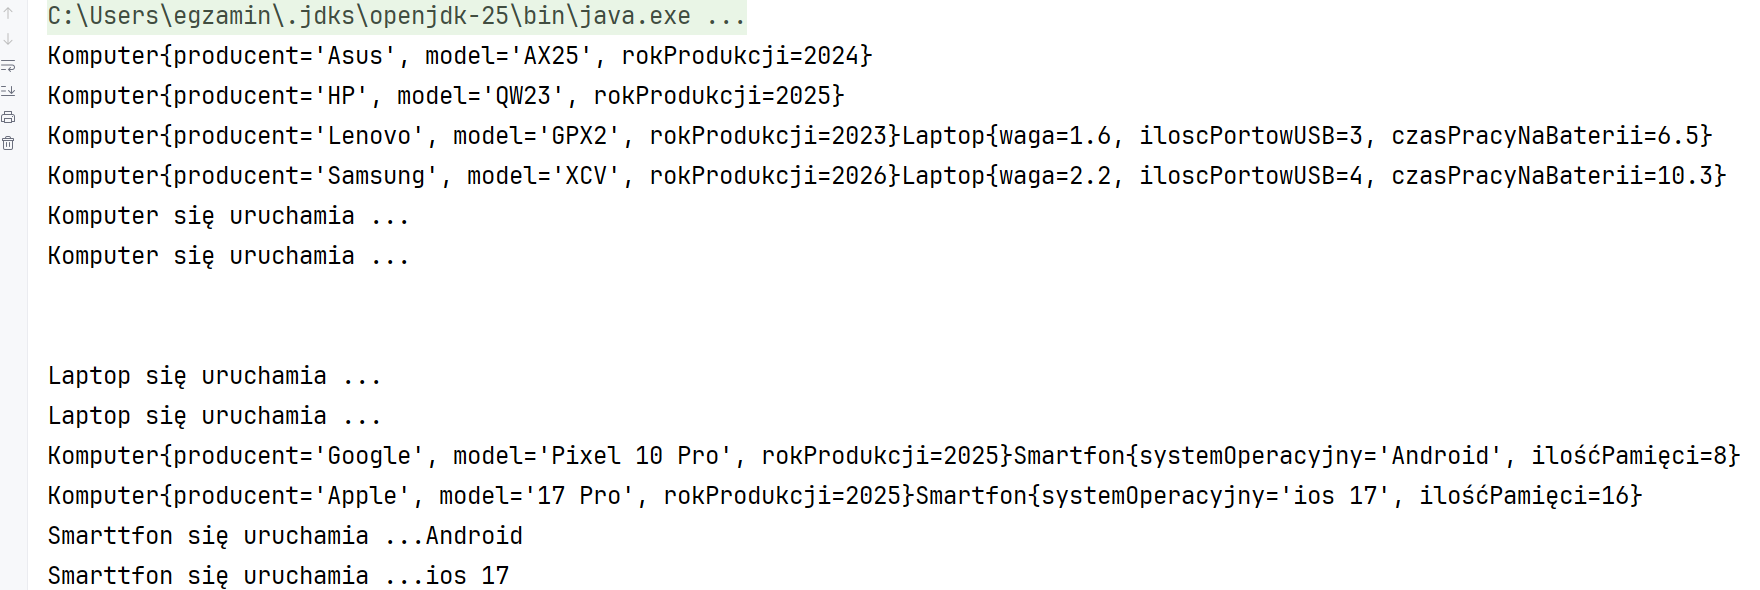 C:\Users\egzamin\.jdks\openjdk-25\bin\java.exe ...
Komputer{producent='Asus', model='AX25', rokProdukcji=2024}
Komputer{producent='HP', model='QW23', rokProdukcji=2025}
Komputer{producent='Lenovo', model='GPX2', rokProdukcji=2023}Laptop{waga=1.6, iloscPortowUSB=3, czasPracyNaBaterii=6.5}
Komputer{producent='Samsung', model='XCV', rokProdukcji=2026}Laptop{waga=2.2, iloscPortowUSB=4, czasPracyNaBaterii=10.3}
Komputer się uruchamia ...
Komputer się uruchamia ...
Laptop się uruchamia ...
Laptop się uruchamia ...
Komputer{producent='Google', model='Pixel 10 Pro', rokProdukcji=2025}Smartfon{systemOperacyjny='Android', ilośćPamięci=8}
Komputer{producent='Apple', model='17 Pro', rokProdukcji=2025}Smartfon{systemOperacyjny='ios 17', ilośćPamięci=16}
Smarttfon się uruchamia ...Android
Smarttfon się uruchamia ...ios 17